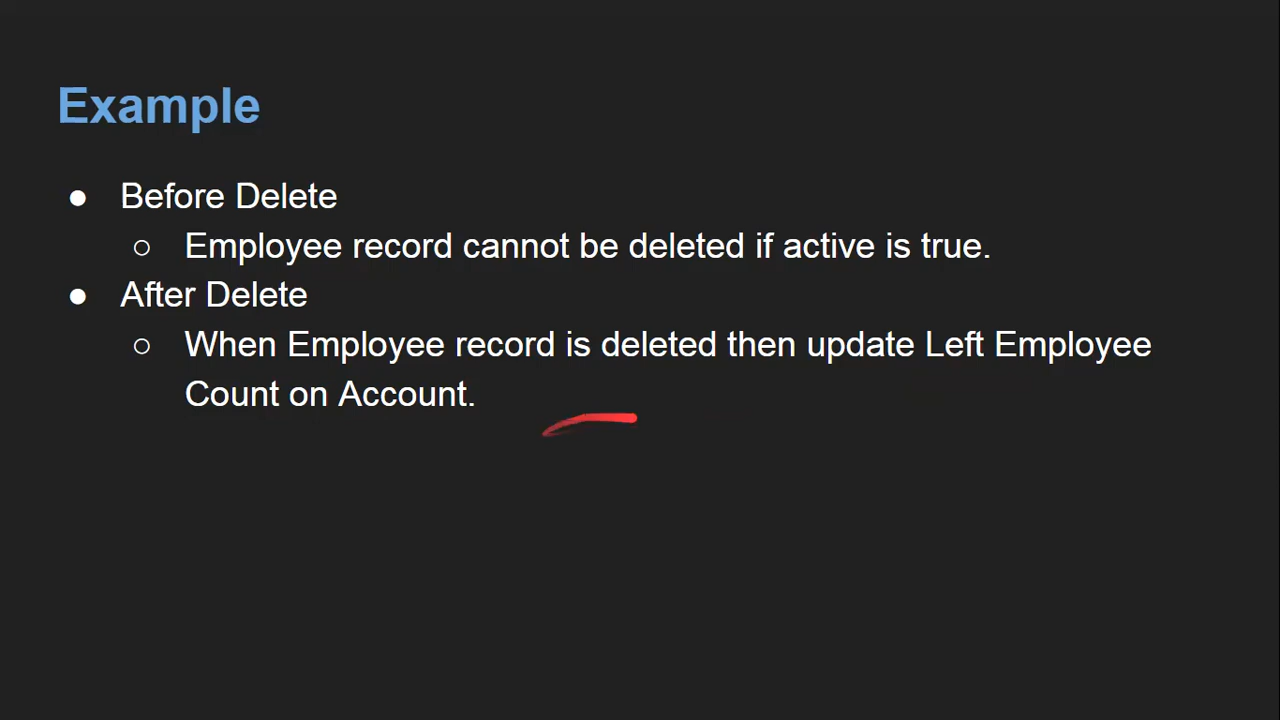 Example
● Before Delete
○ Employee record cannot be deleted if active is true.
● After Delete
○ When Employee record is deleted then update Left Employee
Count on Account.